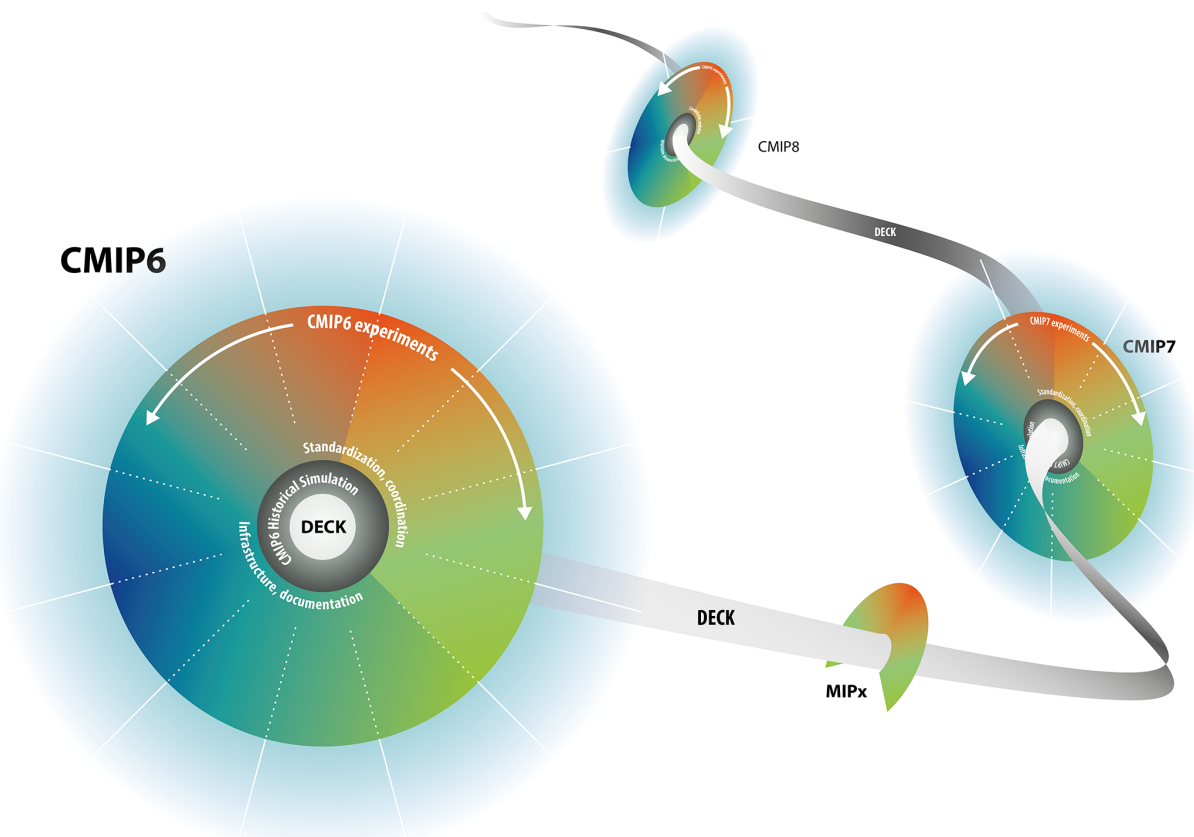 CMIP6
CMIP6 experiments
Standardization, coordination
CMIP6 Historical Simulation
DECK
Infrastructure, documentation
DECK
MIPx
CMIP7
CMIP7 experiments
Standardization, coordination
CMIP7
DECK
CMIP8